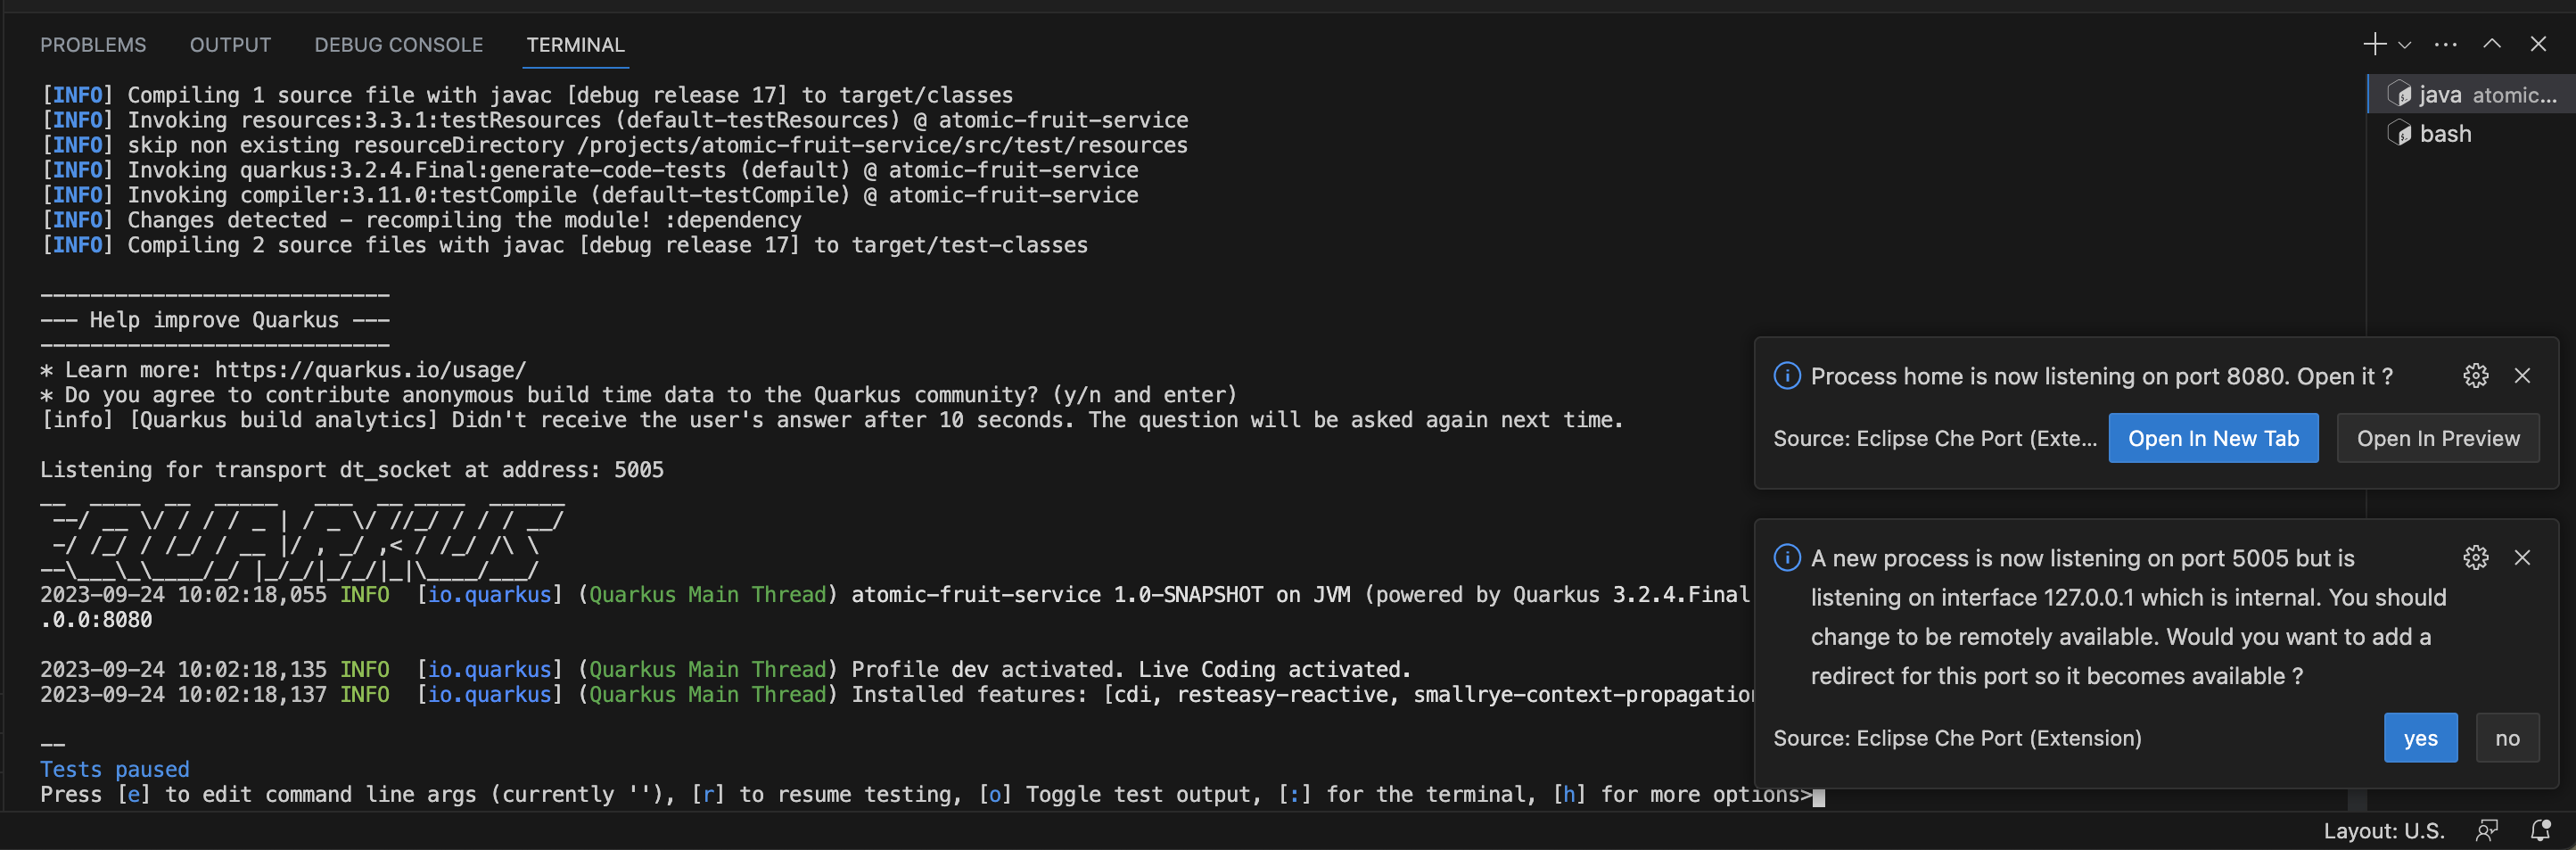 PROBLEMS OUTPUT DEBUG CONSOLE TERMINAL
[INFO] Compiling 1 source file with javac [debug release 17] to target/classes
[INFO] Invoking resources:3.3.1:testResources (default-testResources) @ atomic-fruit-service
[INFO] skip non existing resourceDirectory /projects/atomic-fruit-service/src/test/resources
[INFO] Invoking quarkus:3.2.4.Final:generate-code-tests (default) @ atomic-fruit-service
[INFO] Invoking compiler:3.11.0:testCompile (default-testCompile) @ atomic-fruit-service
[INFO] Changes detected - recompiling the module! :dependency
[INFO] Compiling 2 source files with javac [debug release 17] to target/test-classes
----------------------------
--- Help improve Quarkus ---
----------------------------
* Learn more: https://quarkus.io/usage/
* Do you agree to contribute anonymous build time data to the Quarkus community? (y/n and enter)
[info] [Quarkus build analytics] Didn't receive the user's answer after 10 seconds. The question will be asked again next time.
Listening for transport dt_socket at address: 5005
__  ____  __  _____   ___  __ ____  ______
 --/ __ \/ / / / _ | / _ \/ //_/ / / / __/
 -/ /_/ / /_/ / __ |/ , _/ ,< / /_/ /\ \
--\___\_\____/_/ |_/_/|_/_/|_|\____/___/
2023-09-24 10:02:18,055 INFO [io.quarkus] (Quarkus Main Thread) atomic-fruit-service 1.0-SNAPSHOT on JVM (powered by Quarkus 3.2.4.Final
.0.0:8080
2023-09-24 10:02:18,135 INFO [io.quarkus] (Quarkus Main Thread) Profile dev activated. Live Coding activated.
2023-09-24 10:02:18,137 INFO [io.quarkus] (Quarkus Main Thread) Installed features: [cdi, resteasy-reactive, smallrye-context-propagation
--
Tests paused
Press [e] to edit command line args (currently ''), [r] to resume testing, [o] Toggle test output, [:] for the terminal, [h] for more options>
java atomic...
bash
Process home is now listening on port 8080. Open it ?
Source: Eclipse Che Port (Exte... Open In New Tab Open In Preview
A new process is now listening on port 5005 but is
listening on interface 127.0.0.1 which is internal. You should
change to be remotely available. Would you want to add a
redirect for this port so it becomes available ?
Source: Eclipse Che Port (Extension) yes no
Layout: U.S.